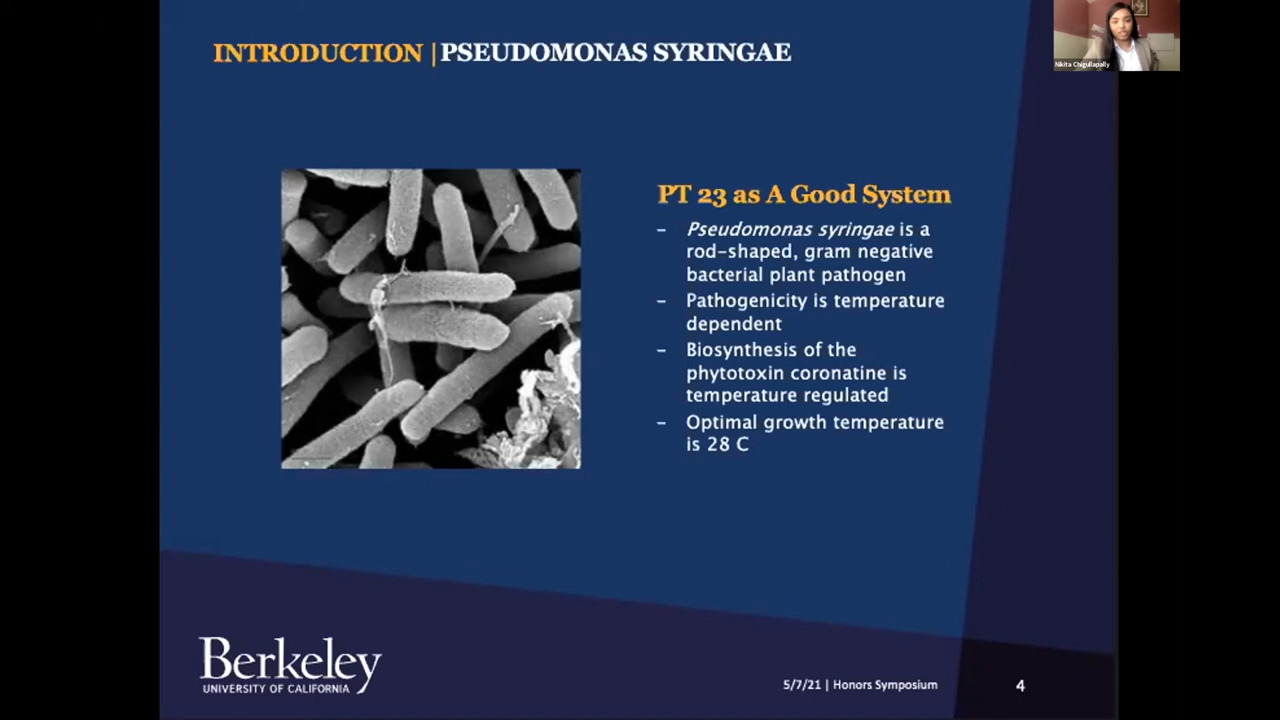 INTRODUCTION | PSEUDOMONAS SYRINGAE
Nikita Chigullapally
PT 23 as A Good System
– Pseudomonas syringae is a
rod-shaped, gram negative
bacterial plant pathogen
– Pathogenicity is temperature
dependent
– Biosynthesis of the
phytotoxin coronatine is
temperature regulated
– Optimal growth temperature
is 28 C
Berkeley
UNIVERSITY OF CALIFORNIA
5/7/21 | Honors Symposium
4